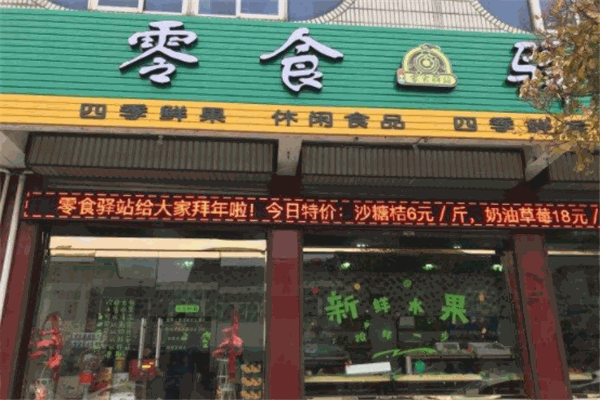 零食 驿
四季鲜果 休闲食品 四季鲜
零食驿站给大家拜年啦！今日特价：沙糖桔6元/斤，奶油草莓18元/
新鲜水果